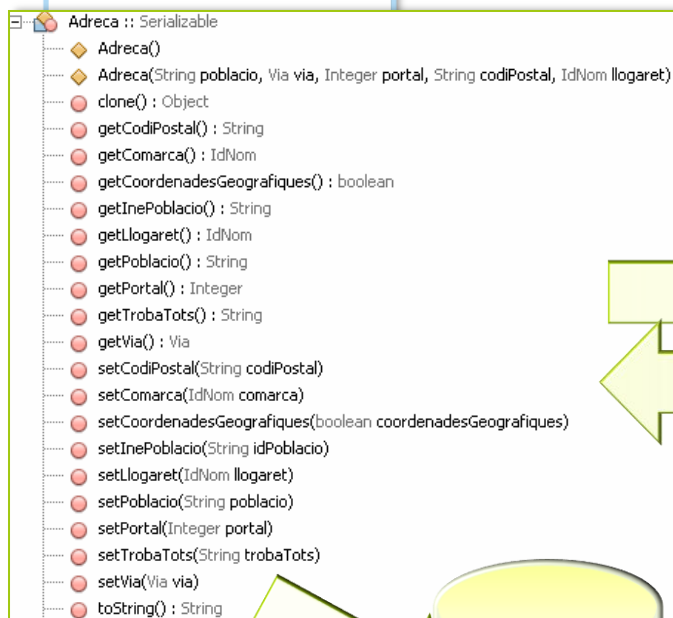 Adreca :: Serializable
Adreca()
Adreca(String poblacio, Via via, Integer portal, String codiPostal, IdNom llogaret)
clone() : Object
getCodiPostal() : String
getComarca() : IdNom
getCoordenadesGeografiques() : boolean
getInePoblacio() : String
getLlogaret() : IdNom
getPoblacio() : String
getPortal() : Integer
getTrobaTots() : String
getVia() : Via
setCodiPostal(String codiPostal)
setComarca(IdNom comarca)
setCoordenadesGeografiques(boolean coordenadesGeografiques)
setInePoblacio(String idPoblacio)
setLlogaret(IdNom llogaret)
setPoblacio(String poblacio)
setPortal(Integer portal)
setTrobaTots(String trobaTots)
setVia(Via via)
toString() : String